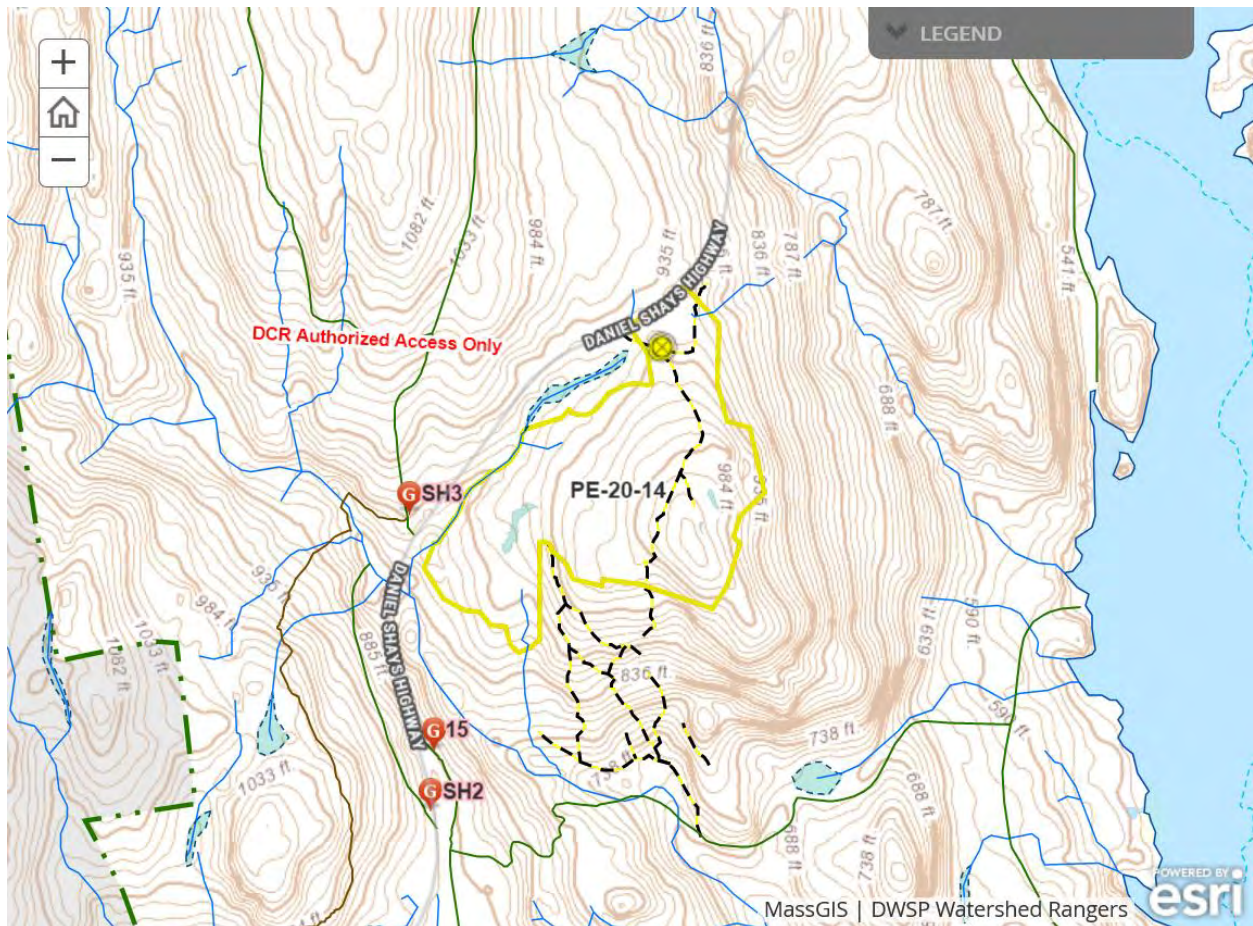 +
−
LEGEND
836 ft
935 ft.
1082 ft
1033 ft
984 ft.
935 ft
836 ft
787 ft.
787 ft.
541 ft.
DANIEL SHAYS HIGHWAY
DCR Authorized Access Only
688 ft
G SH3
PE-20-14
984 ft
935
984 ft
DANIEL SHAYS HIGHWAY
885 ft.
1033 ft
1082 ft
836 ft.
639 ft
590 ft.
G 15
738 ft
738 ft
1033 ft
G SH2
688 ft
688 ft
738 ft
POWERED BY
esri
MassGIS | DWSP Watershed Rangers